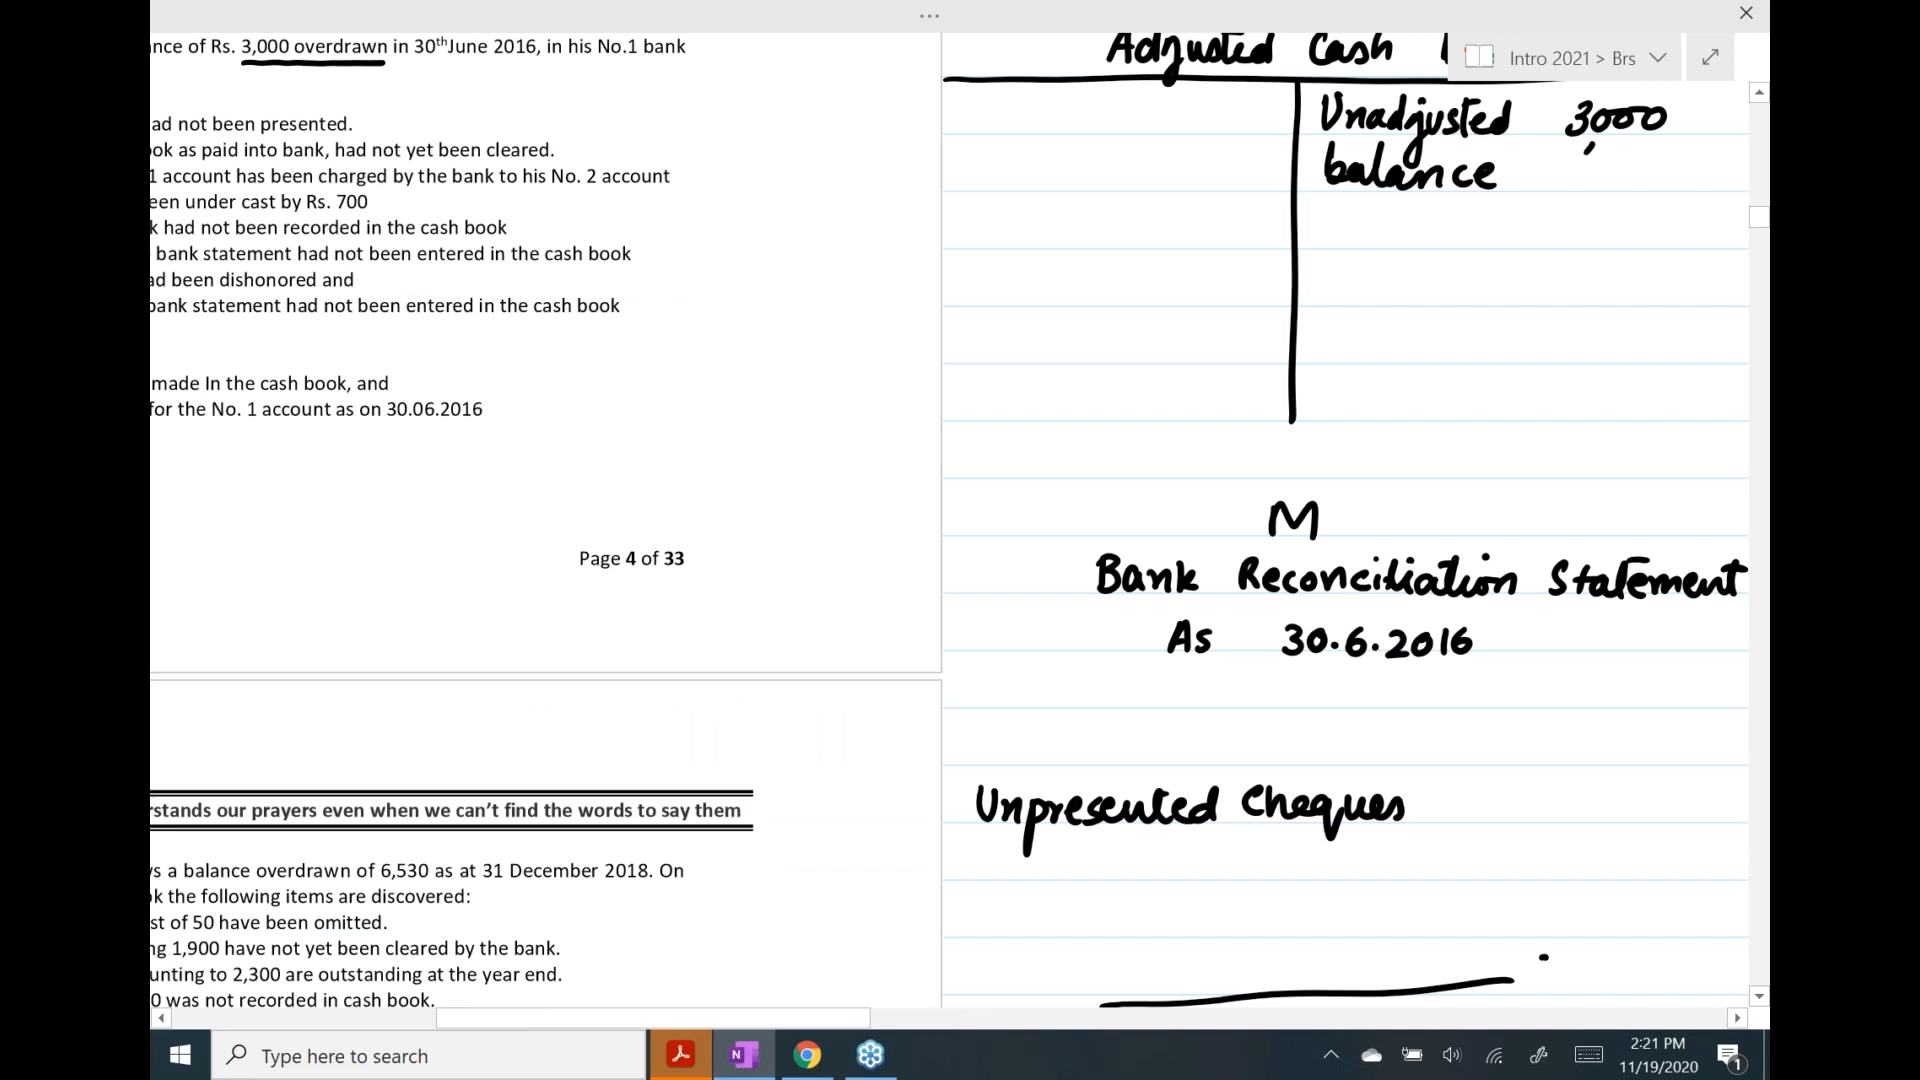 nce of Rs. 3,000 overdrawn in 30thJune 2016, in his No.1 bank
ad not been presented.
ok as paid into bank, had not yet been cleared.
1 account has been charged by the bank to his No. 2 account
een under cast by Rs. 700
k had not been recorded in the cash book
bank statement had not been entered in the cash book
ad been dishonored and
bank statement had not been entered in the cash book
made In the cash book, and
for the No. 1 account as on 30.06.2016
Page 4 of 33
rstands our prayers even when we can’t find the words to say them
s a balance overdrawn of 6,530 as at 31 December 2018. On
k the following items are discovered:
st of 50 have been omitted.
ng 1,900 have not yet been cleared by the bank.
unting to 2,300 are outstanding at the year end.
0 was not recorded in cash book.
Adjusted Cash
Intro 2021 > Brs
Unadjusted 3,000
balance
M
Bank Reconciliation Statement
As 30.6.2016
Unpresented Cheques
Type here to search
2:21 PM
11/19/2020
1